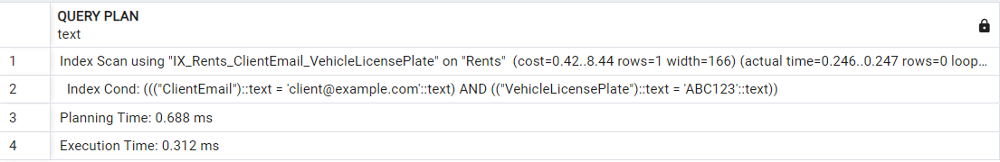 QUERY PLAN
text
1 Index Scan using "IX_Rents_ClientEmail_VehicleLicensePlate" on "Rents" (cost=0.42..8.44 rows=1 width=166) (actual time=0.246..0.247 rows=0 loop...
2 Index Cond: ((("ClientEmail")::text = 'client@example.com'::text) AND (("VehicleLicensePlate")::text = 'ABC123'::text))
3 Planning Time: 0.688 ms
4 Execution Time: 0.312 ms